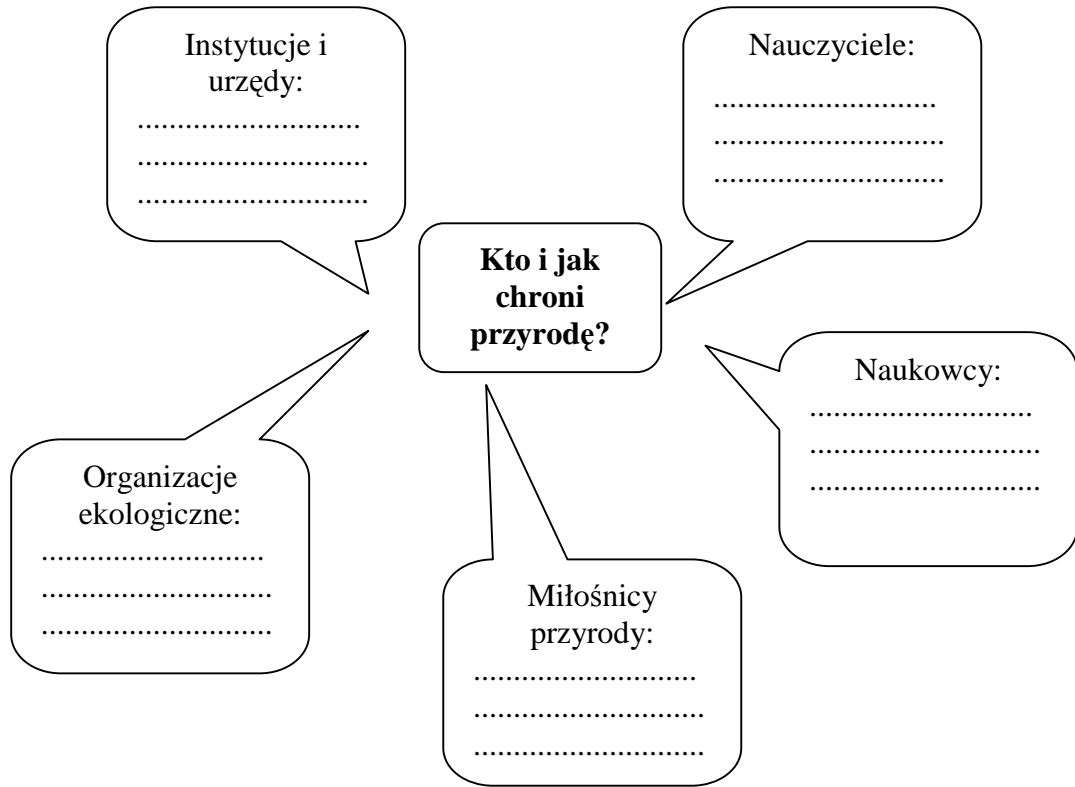 Instytucje i
urzędy:
............................
.............................
.............................
Nauczyciele:
............................
.............................
.............................
Kto i jak
chroni
przyrodę?
Naukowcy:
............................
.............................
.............................
Organizacje
ekologiczne:
............................
.............................
.............................
Miłośnicy
przyrody:
............................
.............................
.............................